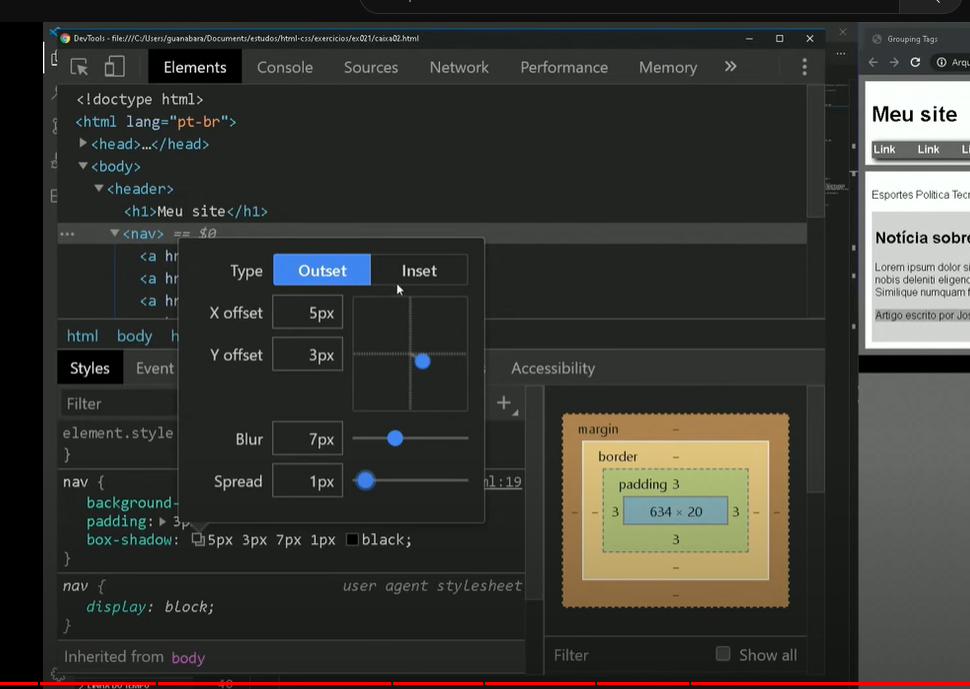 DevTools - file:///C:/Users/guanabara/Documents/estudos/html-css/exercicios/ex021/caixa02.html
Elements Console Sources Network Performance Memory »
<!doctype html>
<html lang="pt-br">
<head>…</head>
<body>
<header>
<h1>Meu site</h1>
<nav> == $0
<a hr
<a hr
<a hr
html body h
Styles Event Accessibility
Filter
element.style
}
nav { ml:19
background-
padding: 3p
box-shadow: 5px 3px 7px 1px black;
}
nav { user agent stylesheet
display: block;
}
Inherited from body
Type Outset Inset
X offset 5px
Y offset 3px
Blur 7px
Spread 1px
margin –
border –
padding 3
– – 3 634 × 20 3 – –
3
–
–
Filter Show all
Grouping Tags
Arqu
Meu site
Link Link Li
Esportes Política Tecn
Notícia sobre
Lorem ipsum dolor si
nobis deleniti eligend
Similique numquam f
Artigo escrito por Jos
LINHA DO TEMPO